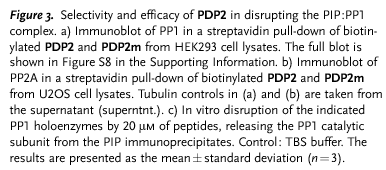 Figure 3. Selectivity and efficacy of PDP2 in disrupting the PIP:PP1
complex. a) Immunoblot of PP1 in a streptavidin pull-down of biotin-
ylated PDP2 and PDP2m from HEK293 cell lysates. The full blot is
shown in Figure S8 in the Supporting Information. b) Immunoblot of
PP2A in a streptavidin pull-down of biotinylated PDP2 and PDP2m
from U2OS cell lysates. Tubulin controls in (a) and (b) are taken from
the supernatant (superntnt.). c) In vitro disruption of the indicated
PP1 holoenzymes by 20 μM of peptides, releasing the PP1 catalytic
subunit from the PIP immunoprecipitates. Control: TBS buffer. The
results are presented as the mean ± standard deviation (n = 3).